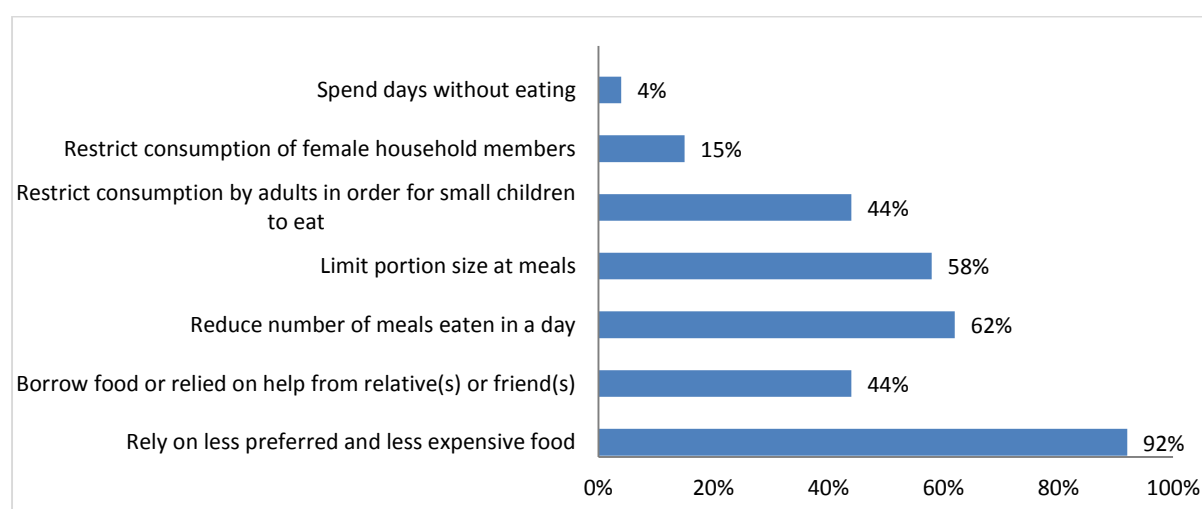 Spend days without eating
4%
Restrict consumption of female household members
15%
Restrict consumption by adults in order for small children
to eat
44%
Limit portion size at meals
58%
Reduce number of meals eaten in a day
62%
Borrow food or relied on help from relative(s) or friend(s)
44%
Rely on less preferred and less expensive food
92%
0% 20% 40% 60% 80% 100%